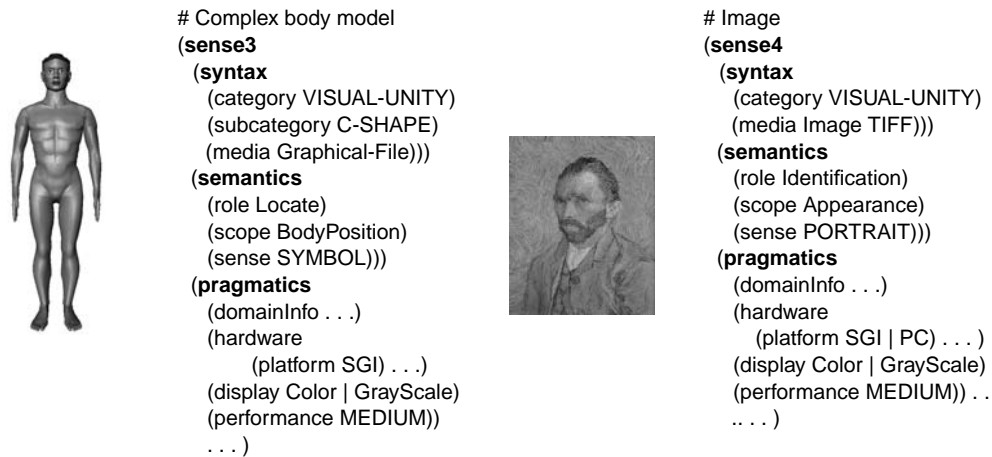 # Complex body model
(sense3
(syntax
(category VISUAL-UNITY)
(subcategory C-SHAPE)
(media Graphical-File)))
(semantics
(role Locate)
(scope BodyPosition)
(sense SYMBOL)))
(pragmatics
(domainInfo . . .)
(hardware
(platform SGI) . . .)
(display Color | GrayScale)
(performance MEDIUM))
. . . )
# Image
(sense4
(syntax
(category VISUAL-UNITY)
(media Image TIFF)))
(semantics
(role Identification)
(scope Appearance)
(sense PORTRAIT)))
(pragmatics
(domainInfo . . .)
(hardware
(platform SGI | PC) . . . )
(display Color | GrayScale)
(performance MEDIUM)) . .
.. . . )